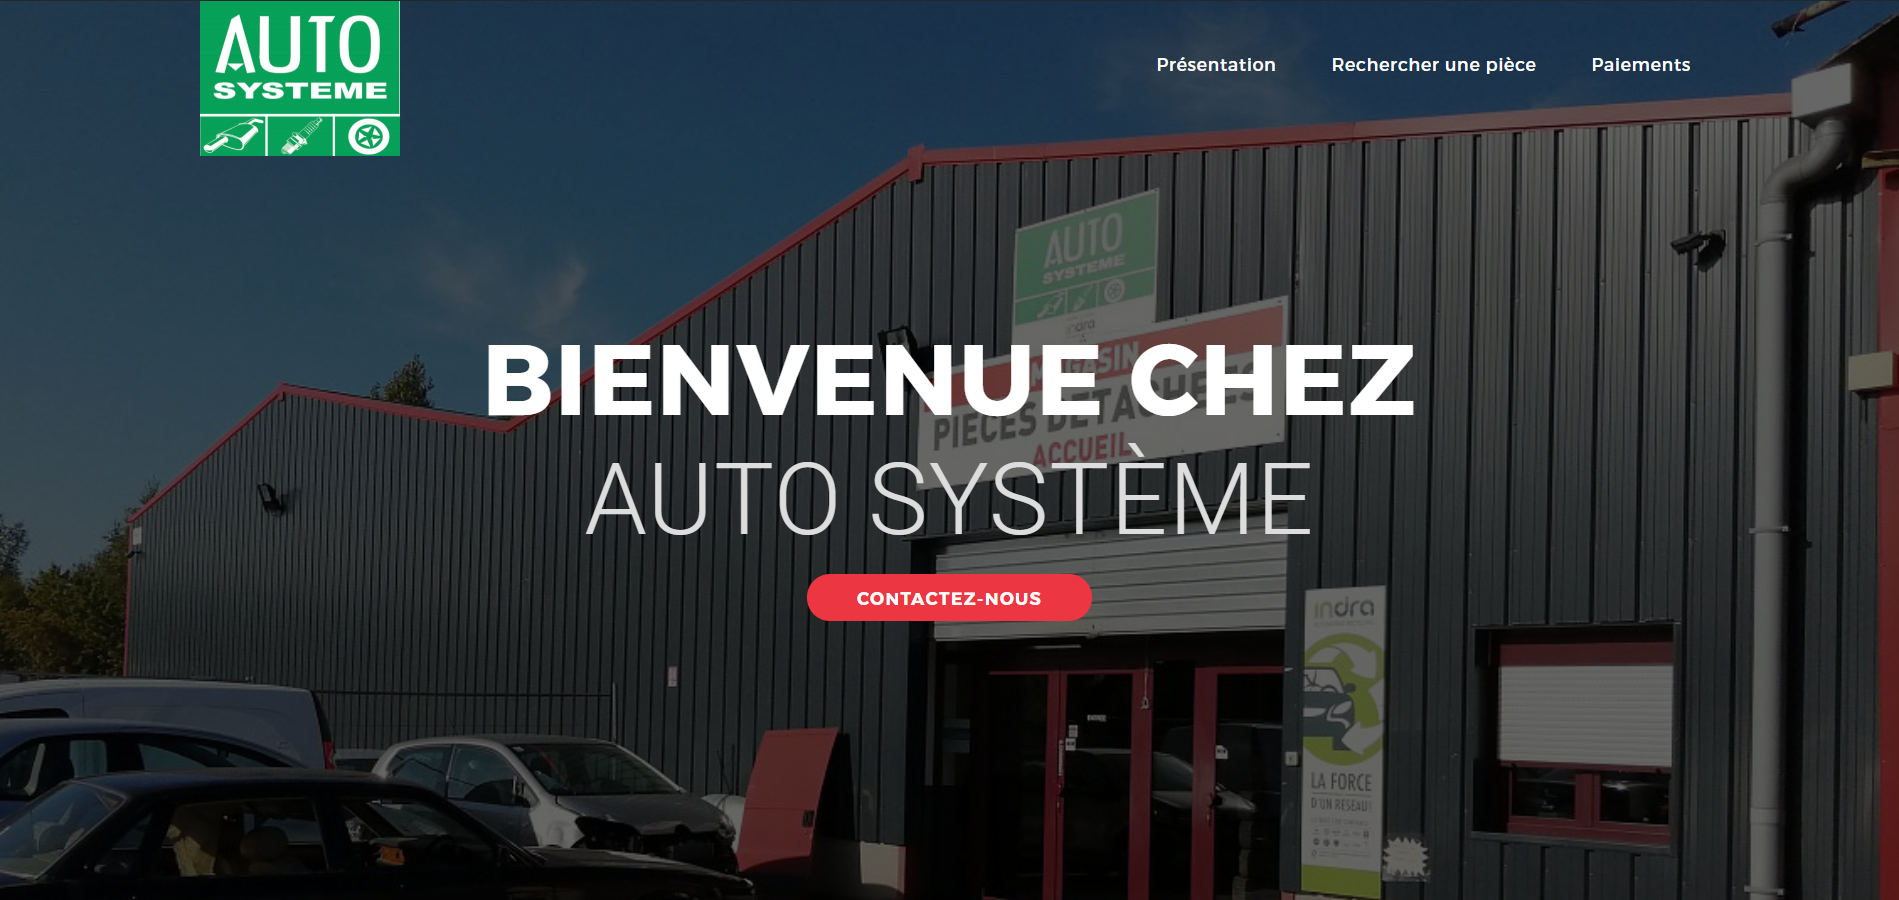 AUTO
SYSTEME
Présentation
Rechercher une pièce
Paiements
AUTO
SYSTEME
indra
MAGASIN
PIECES DETACHEES
ACCUEIL
BIENVENUE CHEZ
AUTO SYSTÈME
CONTACTEZ-NOUS
indra
LA FORCE
D'UN RESEAU!